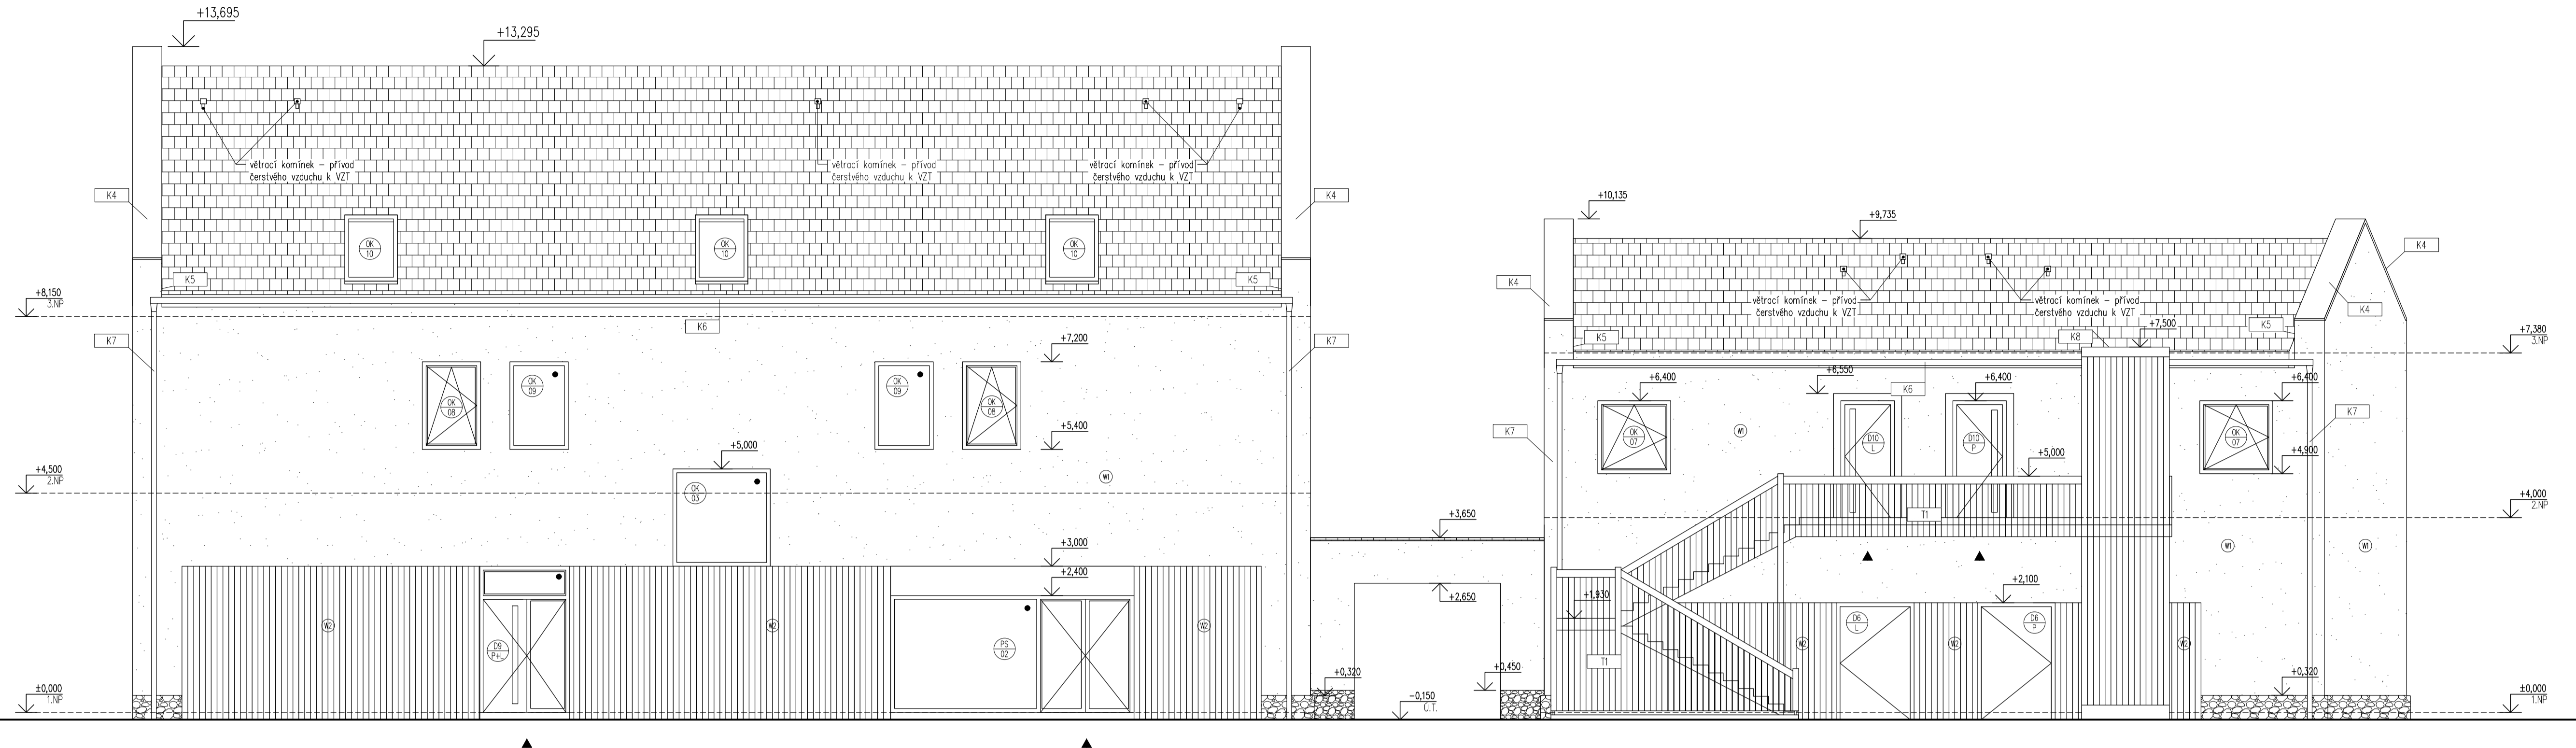 +13,695
+13,295
větrací komínek – přívod
čerstvého vzduchu k VZT
větrací komínek – přívod
čerstvého vzduchu k VZT
větrací komínek – přívod
čerstvého vzduchu k VZT
K4
K4
OK
10
OK
10
OK
10
K5
K5
+8,150
3.NP
K6
K7
K7
+7,200
OK
08
OK
09
OK
09
OK
08
+5,400
+5,000
+4,500
2.NP
OK
03
W1
+3,000
+2,400
W2
W2
W2
D9
P+L
PS
02
±0,000
1.NP
+3,650
+2,650
+0,320
+0,450
-0,150
Ú.T.
+10,135
+9,735
K4
K4
K4
větrací komínek – přívod
čerstvého vzduchu k VZT
větrací komínek – přívod
čerstvého vzduchu k VZT
K5
K8
+7,500
K5
+7,380
3.NP
+6,400
+6,550
K6
+6,400
+6,400
K7
K7
OK
07
W1
D10
L
D10
P
OK
07
+5,000
+4,900
+4,000
2.NP
T1
W1
W1
+1,930
+2,100
D6
L
D6
P
W2
W2
W2
T1
+0,320
±0,000
1.NP